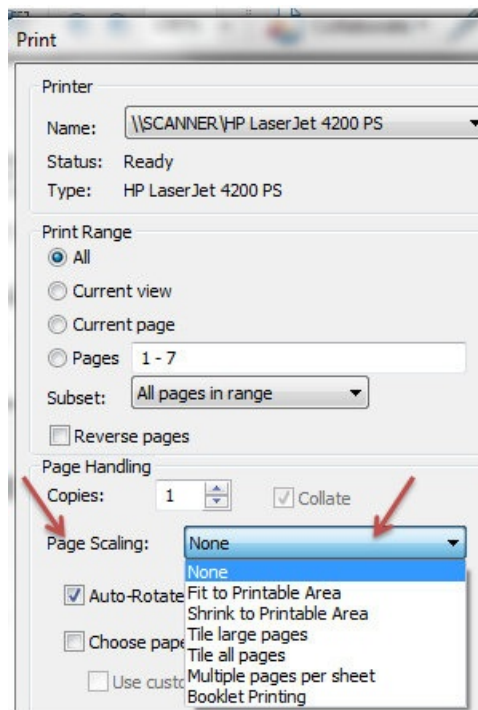 Print
Printer
Name: \\SCANNER\HP LaserJet 4200 PS
Status: Ready
Type: HP LaserJet 4200 PS
Print Range
All
Current view
Current page
Pages 1 - 7
Subset: All pages in range
Reverse pages
Page Handling
Copies: 1 Collate
Page Scaling: None
None
Auto-Rotate Fit to Printable Area
Shrink to Printable Area
Tile large pages
Choose Tile all pages
Multiple pages per sheet
Use Booklet Printing